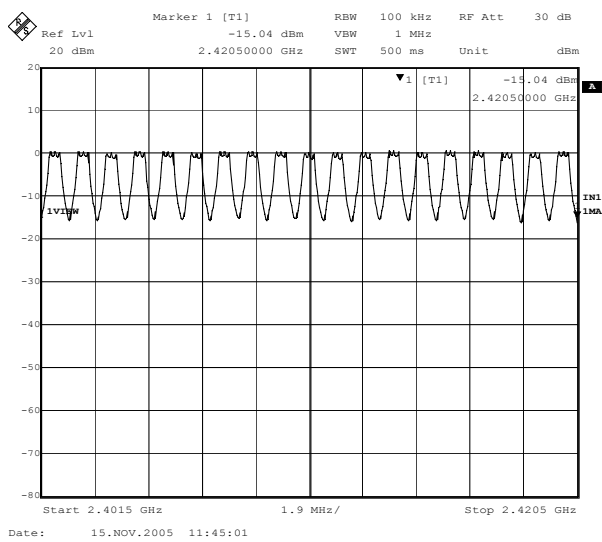 R S
Marker 1 [T1] RBW 100 kHz RF Att 30 dB
Ref Lvl -15.04 dBm VBW 1 MHz
20 dBm 2.42050000 GHz SWT 500 ms Unit dBm
20
1 [T1] -15.04 dBm
A
2.42050000 GHz
10
0
-10
IN1
1VIEW 1MA
-20
-30
-40
-50
-60
-70
-80
Start 2.4015 GHz 1.9 MHz/ Stop 2.4205 GHz
Date: 15.NOV.2005 11:45:01